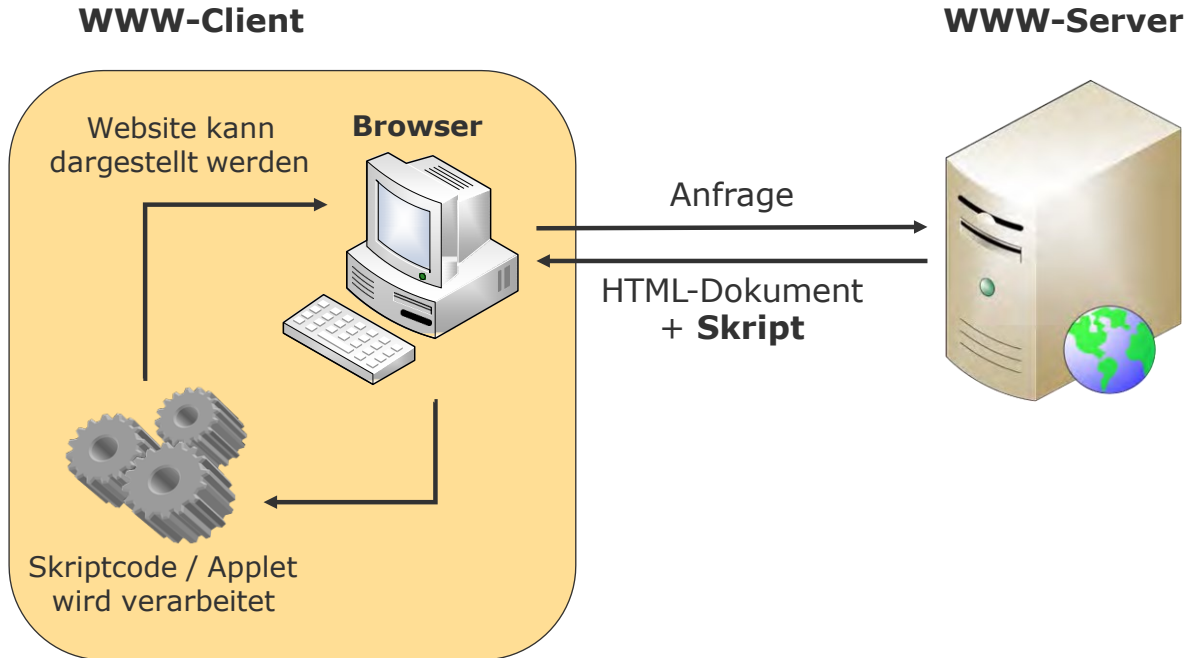 WWW-Client
WWW-Server
Website kann
dargestellt werden
Browser
Anfrage
HTML-Dokument
+ Skript
Skriptcode / Applet
wird verarbeitet